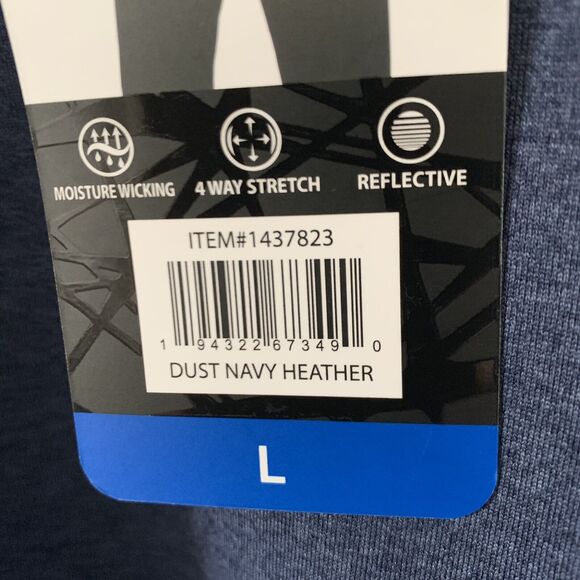 MOISTURE WICKING
4 WAY STRETCH
REFLECTIVE
ITEM#1437823
1 94322 67349 0
DUST NAVY HEATHER
L